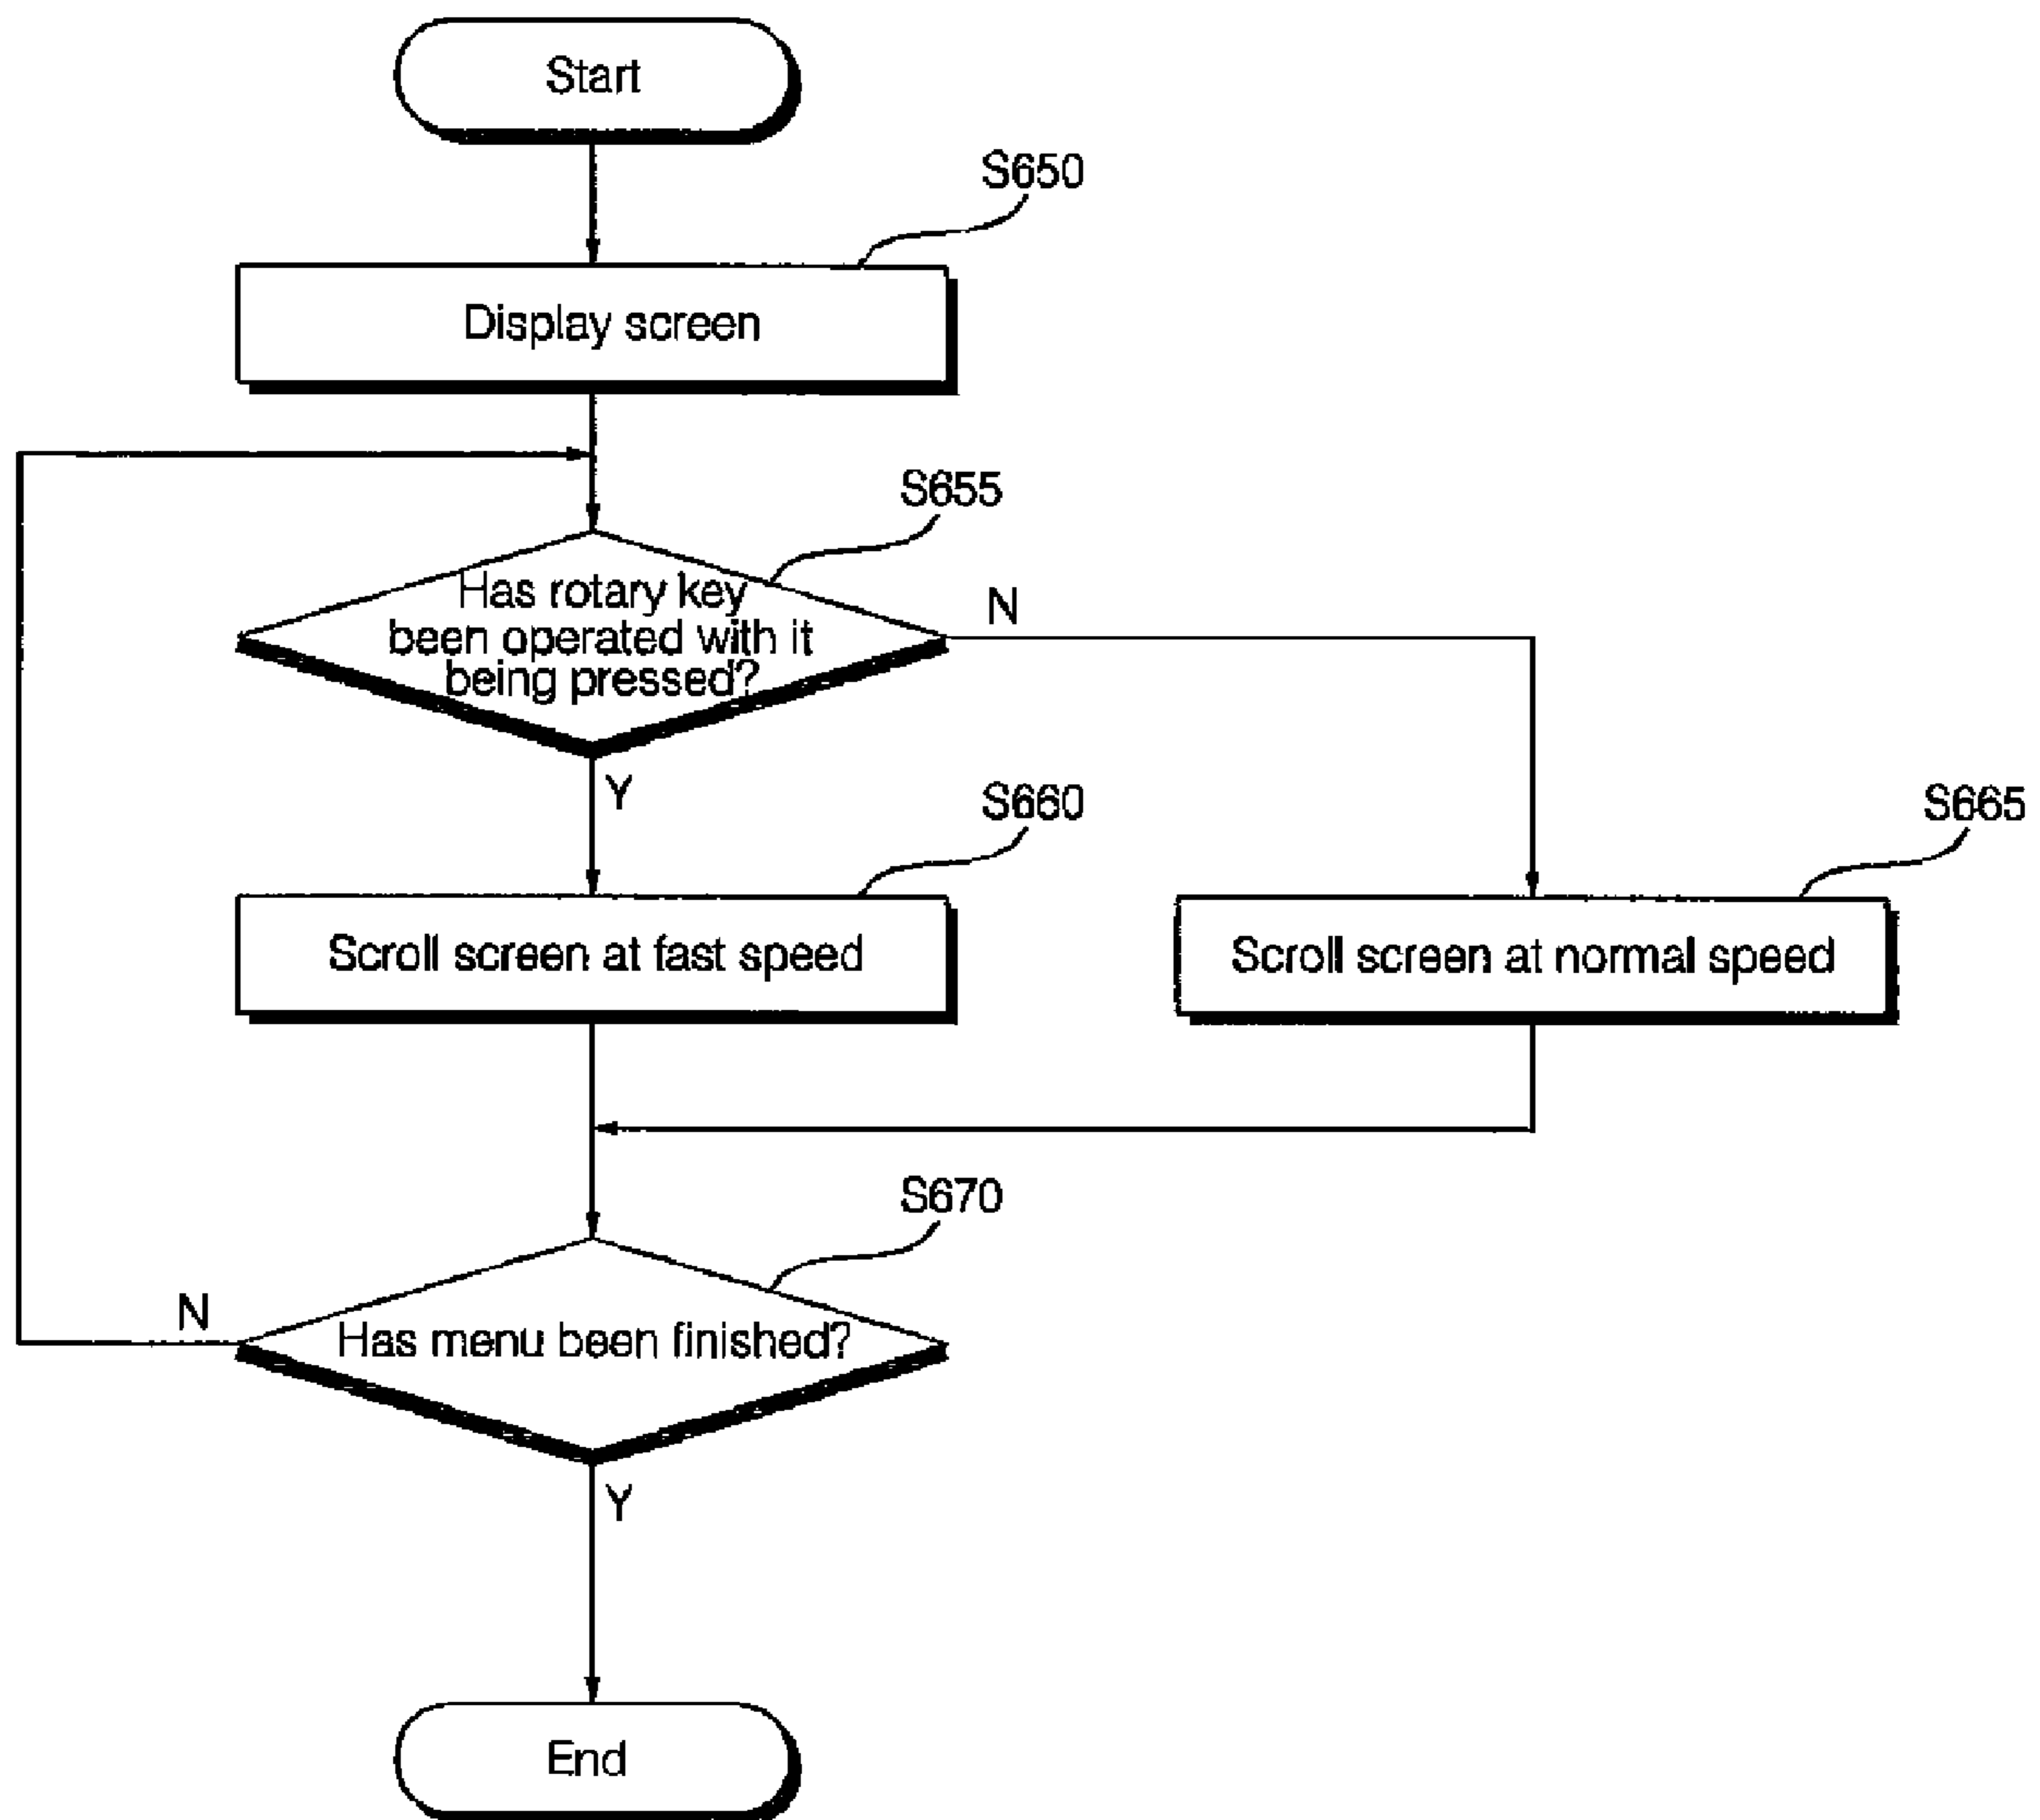 Start
S650
Display screen
S655
Has rotary key
been operated with it
being pressed?
N
Y
S660
S665
Scroll screen at fast speed
Scroll screen at normal speed
S670
N
Has menu been finished?
Y
End